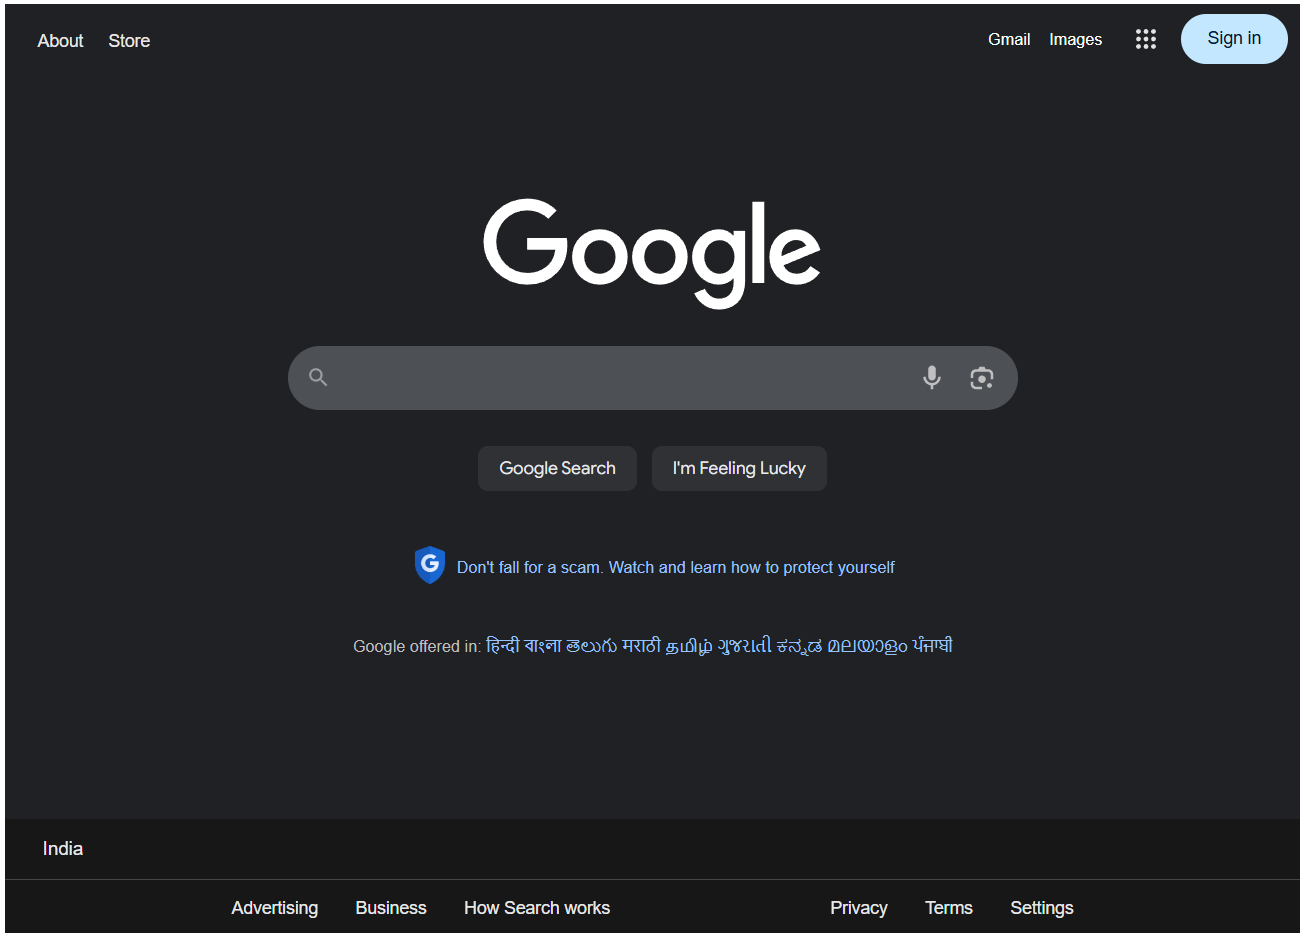 About Store
Gmail Images Sign in
Google
Google Search I'm Feeling Lucky
G Don't fall for a scam. Watch and learn how to protect yourself
Google offered in: हिन्दी বাংলা తెలుగు मराठी தமிழ் ગુજરાતી ಕನ್ನಡ മലയാളം ਪੰਜਾਬੀ
India
Advertising Business How Search works Privacy Terms Settings